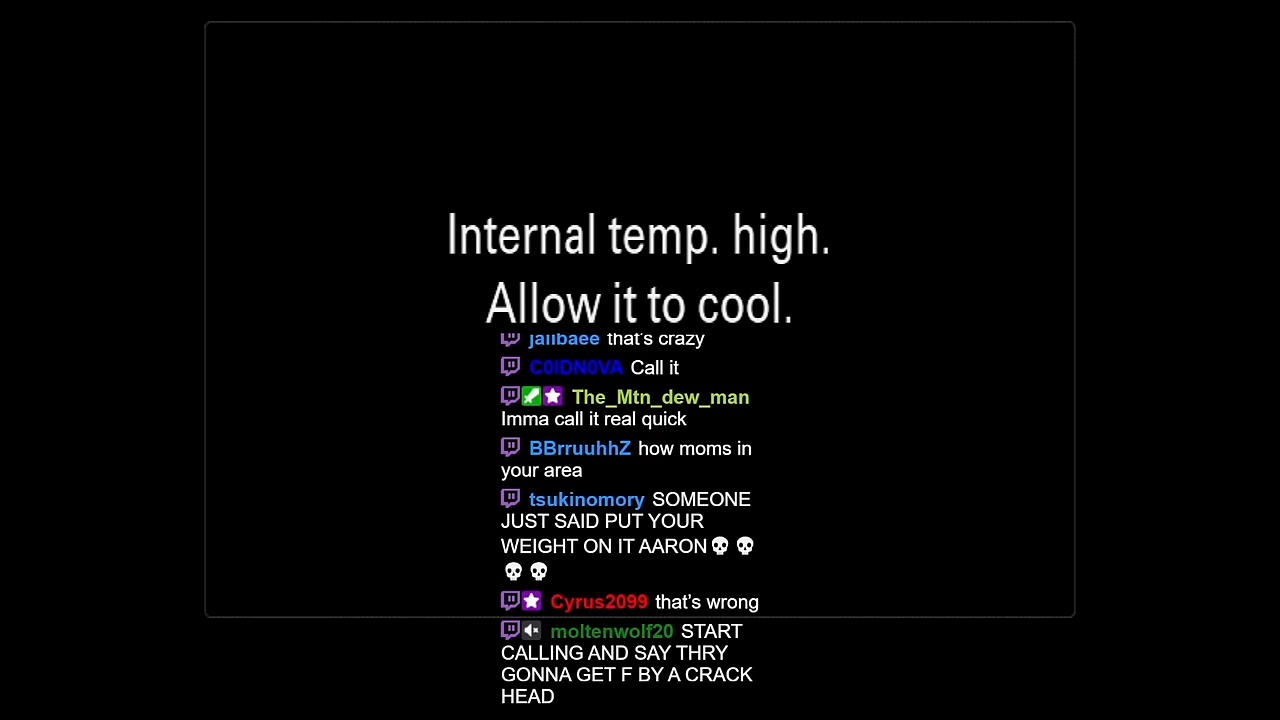 Internal temp. high.
Allow it to cool.
jaiibaee that's crazy
C0lDN0VA Call it
The_Mtn_dew_man
Imma call it real quick
BBrruuhhZ how moms in
your area
tsukinomory SOMEONE
JUST SAID PUT YOUR
WEIGHT ON IT AARON💀 💀
💀 💀
Cyrus2099 that's wrong
moltenwolf20 START
CALLING AND SAY THRY
GONNA GET F BY A CRACK
HEAD